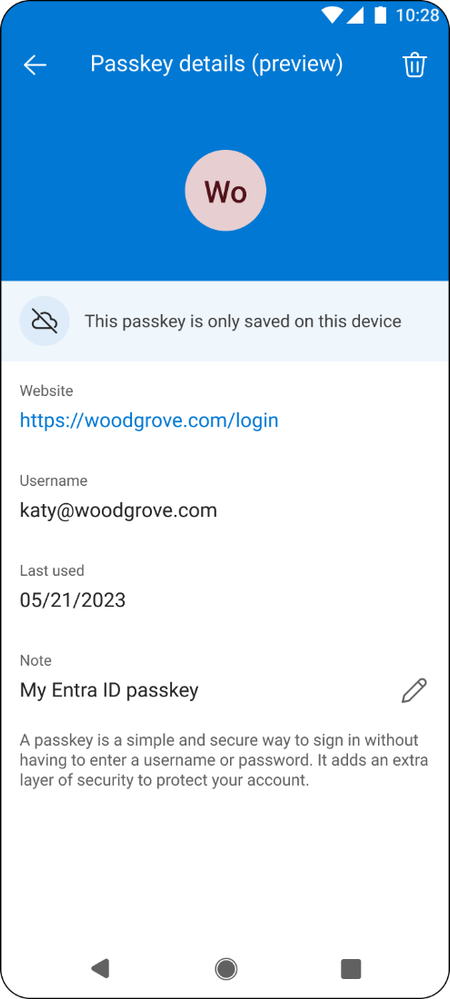 10:28
Passkey details (preview)
Wo
This passkey is only saved on this device
Website
https://woodgrove.com/login
Username
katy@woodgrove.com
Last used
05/21/2023
Note
My Entra ID passkey
A passkey is a simple and secure way to sign in without
having to enter a username or password. It adds an extra
layer of security to protect your account.